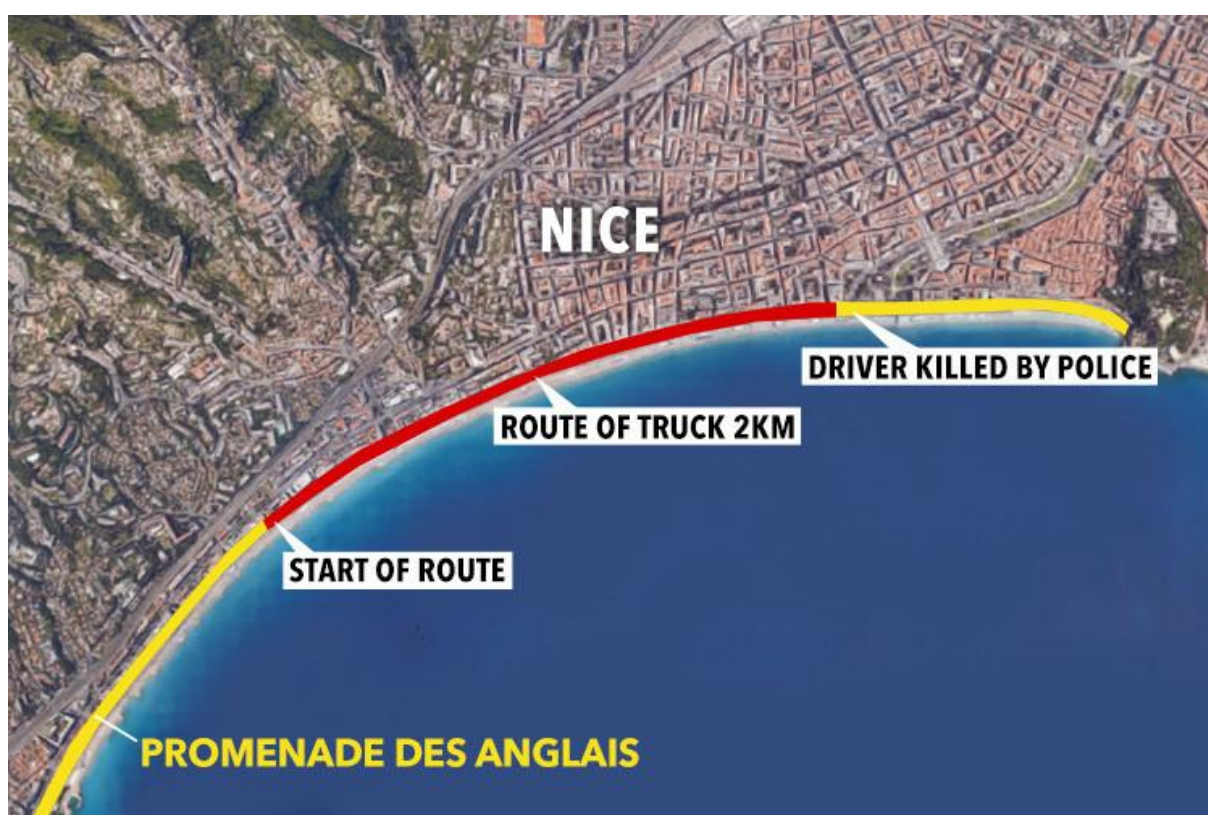 NICE
DRIVER KILLED BY POLICE
ROUTE OF TRUCK 2KM
START OF ROUTE
PROMENADE DES ANGLAIS